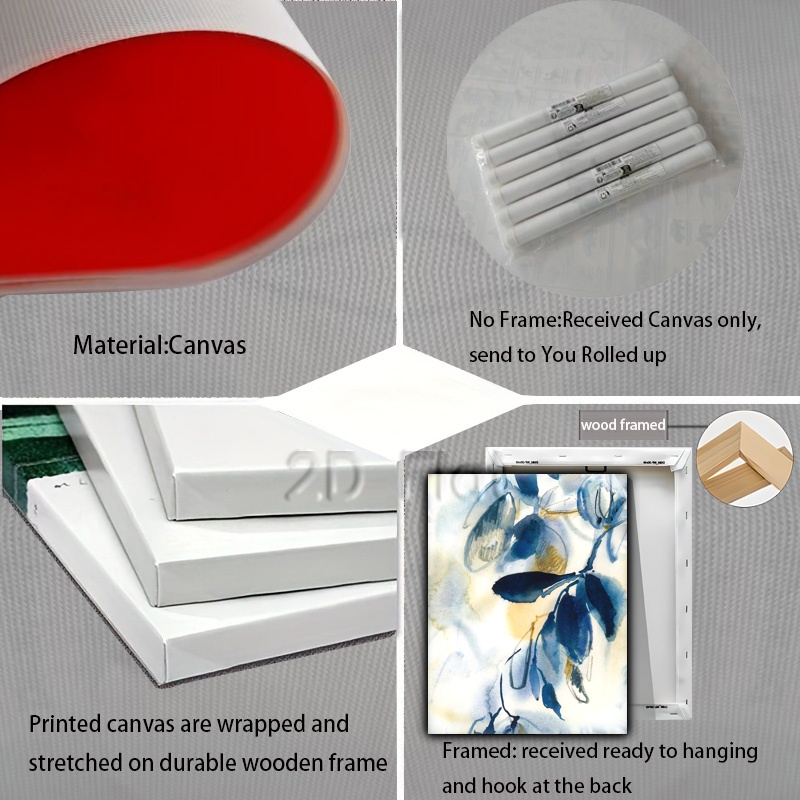 Material:Canvas
No Frame:Received Canvas only,
send to You Rolled up
wood framed
2.D
Printed canvas are wrapped and
stretched on durable wooden frame
Framed: received ready to hanging
and hook at the back